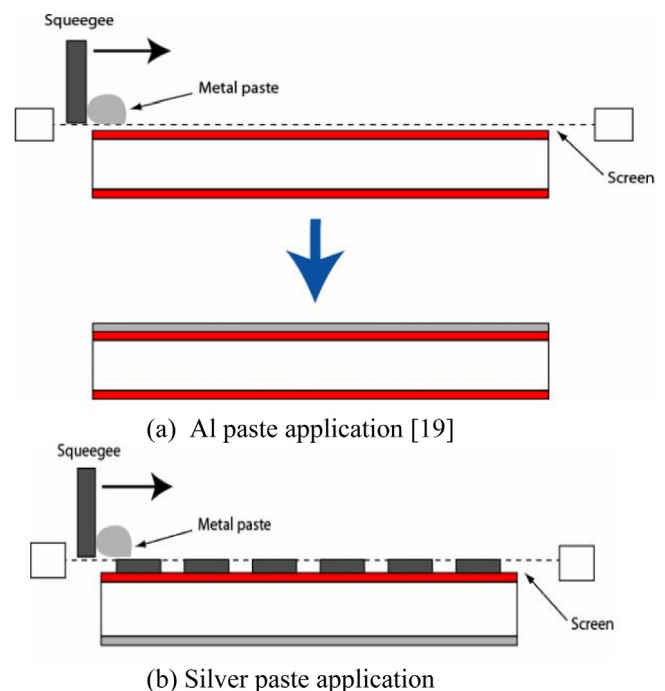 Squeegee
Metal paste
Screen
(a) Al paste application [19]
Squeegee
Metal paste
Screen
(b) Silver paste application